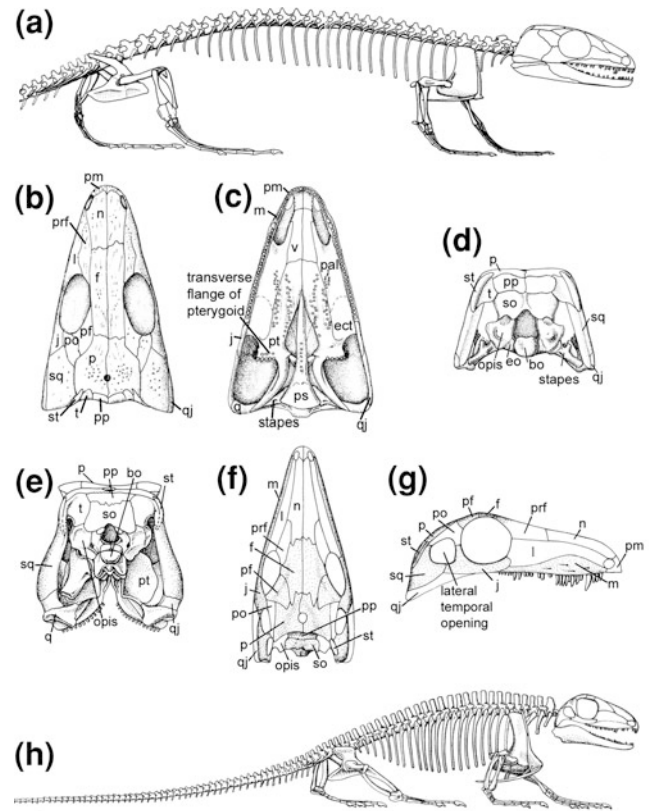 (a)
(b)
pm
n
prf
l
f
j
po
pf
p
sq
st
t
pp
qj
(c)
pm
m
v
transverse
flange of
pterygoid
pal
j
pt
ect
q
ps
stapes
qj
(d)
p
st
pp
t
so
sq
opis
eo
bo
stapes
qj
(e)
p
pp
bo
st
t
so
sq
pt
q
opis
qj
(f)
m
l
n
prf
f
pf
j
po
pp
p
st
qj
opis
so
(g)
pf
f
po
prf
p
n
st
pm
l
sq
m
j
lateral
temporal
opening
qj
(h)